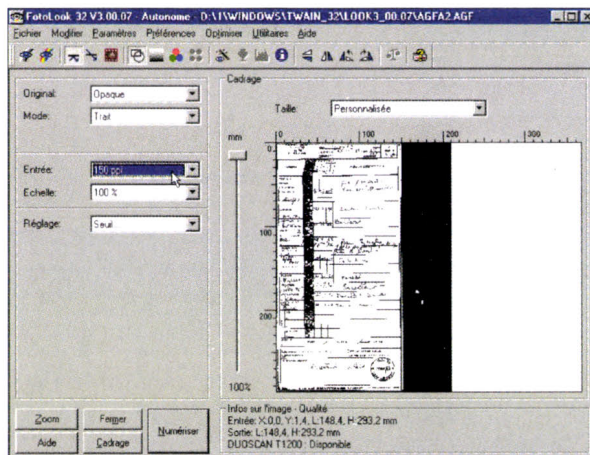 FotoLook 32 V3.00.07 - Autonome - D:\1\WINDOWS\TWAIN_32\LOOK3_00.07\AGFA2.AGF
Fichier Modifier Paramètres Préférences Optimiser Utilitaires Aide
Original: Opaque
Mode: Trait
Entrée: 150 ppi
Echelle: 100 %
Réglage: Seuil
Cadrage
Taille: Personnalisée
mm
0 100 200 300
0
100
200
100%
Zoom Fermer Numériser
Aide Cadrage
Infos sur l'image - Qualité
Entrée: X:0,0, Y:1,4, L:148,4, H:293,2 mm
Sortie: L:148,4, H:293,2 mm
DUOSCAN T1200 : Disponible